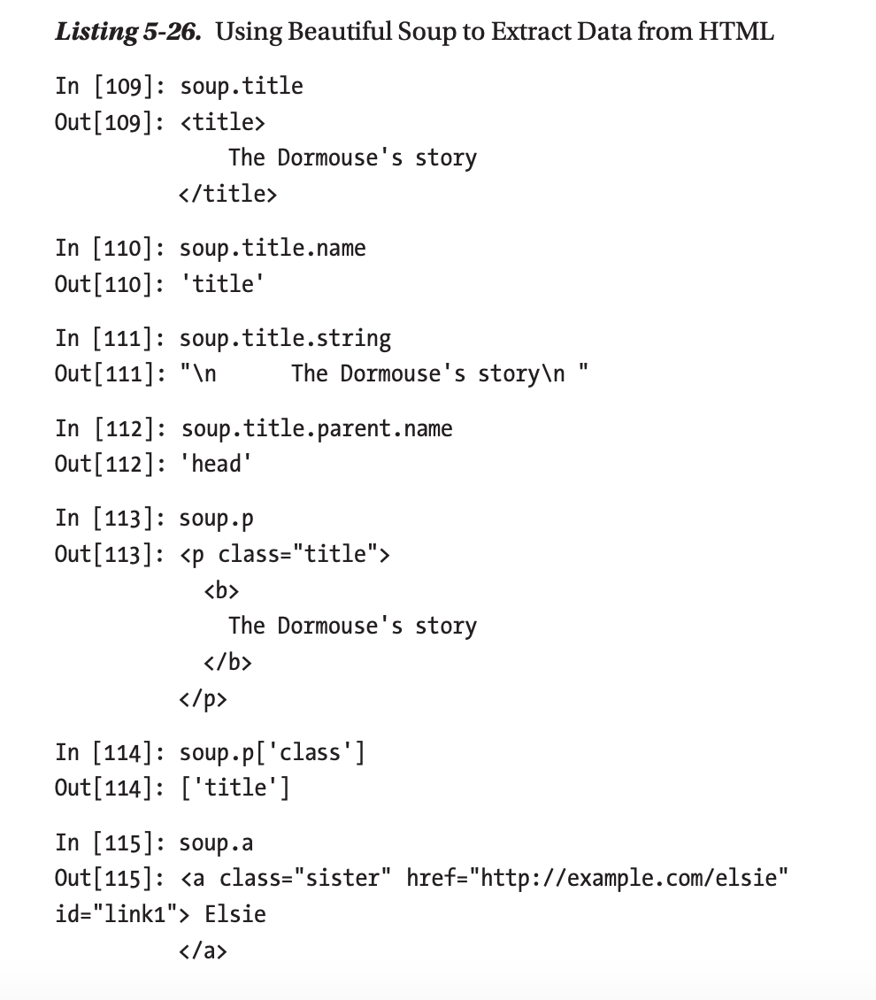 Listing 5-26. Using Beautiful Soup to Extract Data from HTML
In [109]: soup.title
Out[109]: <title>
The Dormouse's story
</title>
In [110]: soup.title.name
Out[110]: 'title'
In [111]: soup.title.string
Out[111]: "\n      The Dormouse's story\n "
In [112]: soup.title.parent.name
Out[112]: 'head'
In [113]: soup.p
Out[113]: <p class="title">
<b>
The Dormouse's story
</b>
</p>
In [114]: soup.p['class']
Out[114]: ['title']
In [115]: soup.a
Out[115]: <a class="sister" href="http://example.com/elsie"
id="link1"> Elsie
</a>